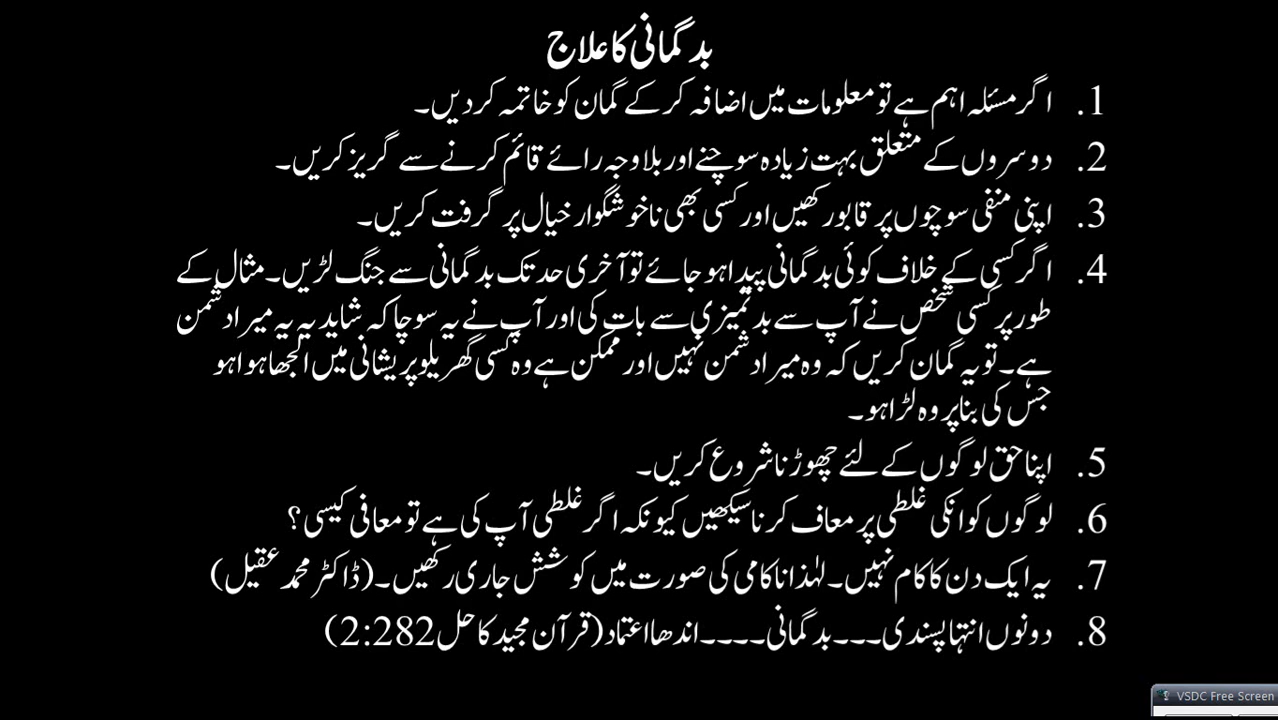 بدگمانی کا علاج
1. اگر مسئلہ اہم ہے تو معلومات میں اضافہ کر کے گمان کو خاتمہ کر دیں۔
2. دوسروں کے متعلق بہت زیادہ سوچنے اور بلا وجہ رائے قائم کرنے سے گریز کریں۔
3. اپنی منفی سوچوں پر قابو رکھیں اور کسی بھی ناخوشگوار خیال پر گرفت کریں۔
4. اگر کسی کے خلاف کوئی بدگمانی پیدا ہو جائے تو آخری حد تک بدگمانی سے جنگ لڑیں۔ مثال کے
طور پر کسی شخص نے آپ سے بدتمیزی سے بات کی اور آپ نے یہ سوچا کہ شاید یہ یہ میرا دشمن
ہے۔ تو یہ گمان کریں کہ وہ میرا دشمن نہیں اور ممکن ہے وہ کسی گھریلو پریشانی میں الجھا ہوا ہو
جس کی بنا پر وہ لڑا ہو۔
5. اپنا حق لوگوں کے لئے چھوڑنا شروع کریں۔
6. لوگوں کو انکی غلطی پر معاف کرنا سیکھیں کیونکہ اگر غلطی آپ کی ہے تو معافی کیسی؟
7. یہ ایک دن کا کام نہیں۔ لہٰذا ناکامی کی صورت میں کوشش جاری رکھیں۔ (ڈاکٹر محمد عقیل)
8. دونوں انتہا پسندی۔۔۔ بدگمانی۔۔۔۔ اندھا اعتماد (قرآن مجید کا حل 2:282)
VSDC Free Screen